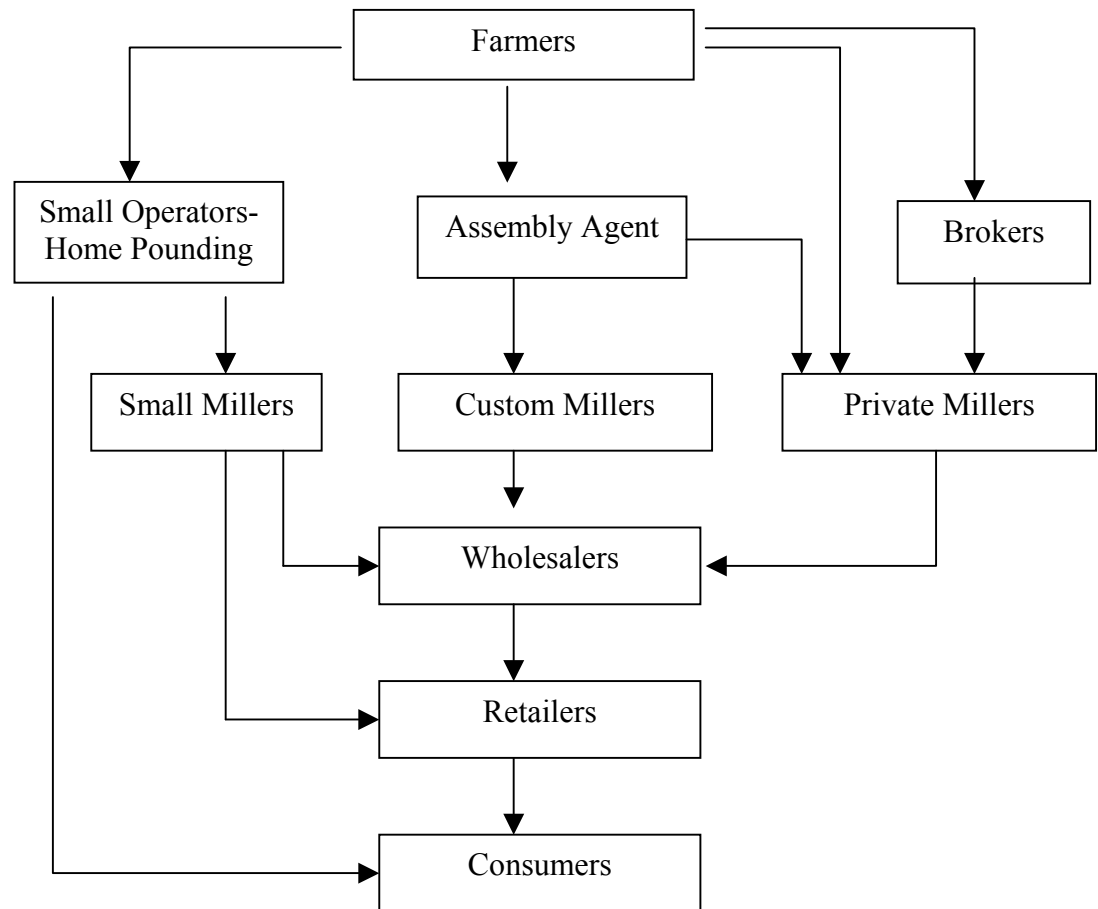 Farmers
Small Operators-
Home Pounding
Assembly Agent
Brokers
Small Millers
Custom Millers
Private Millers
Wholesalers
Retailers
Consumers